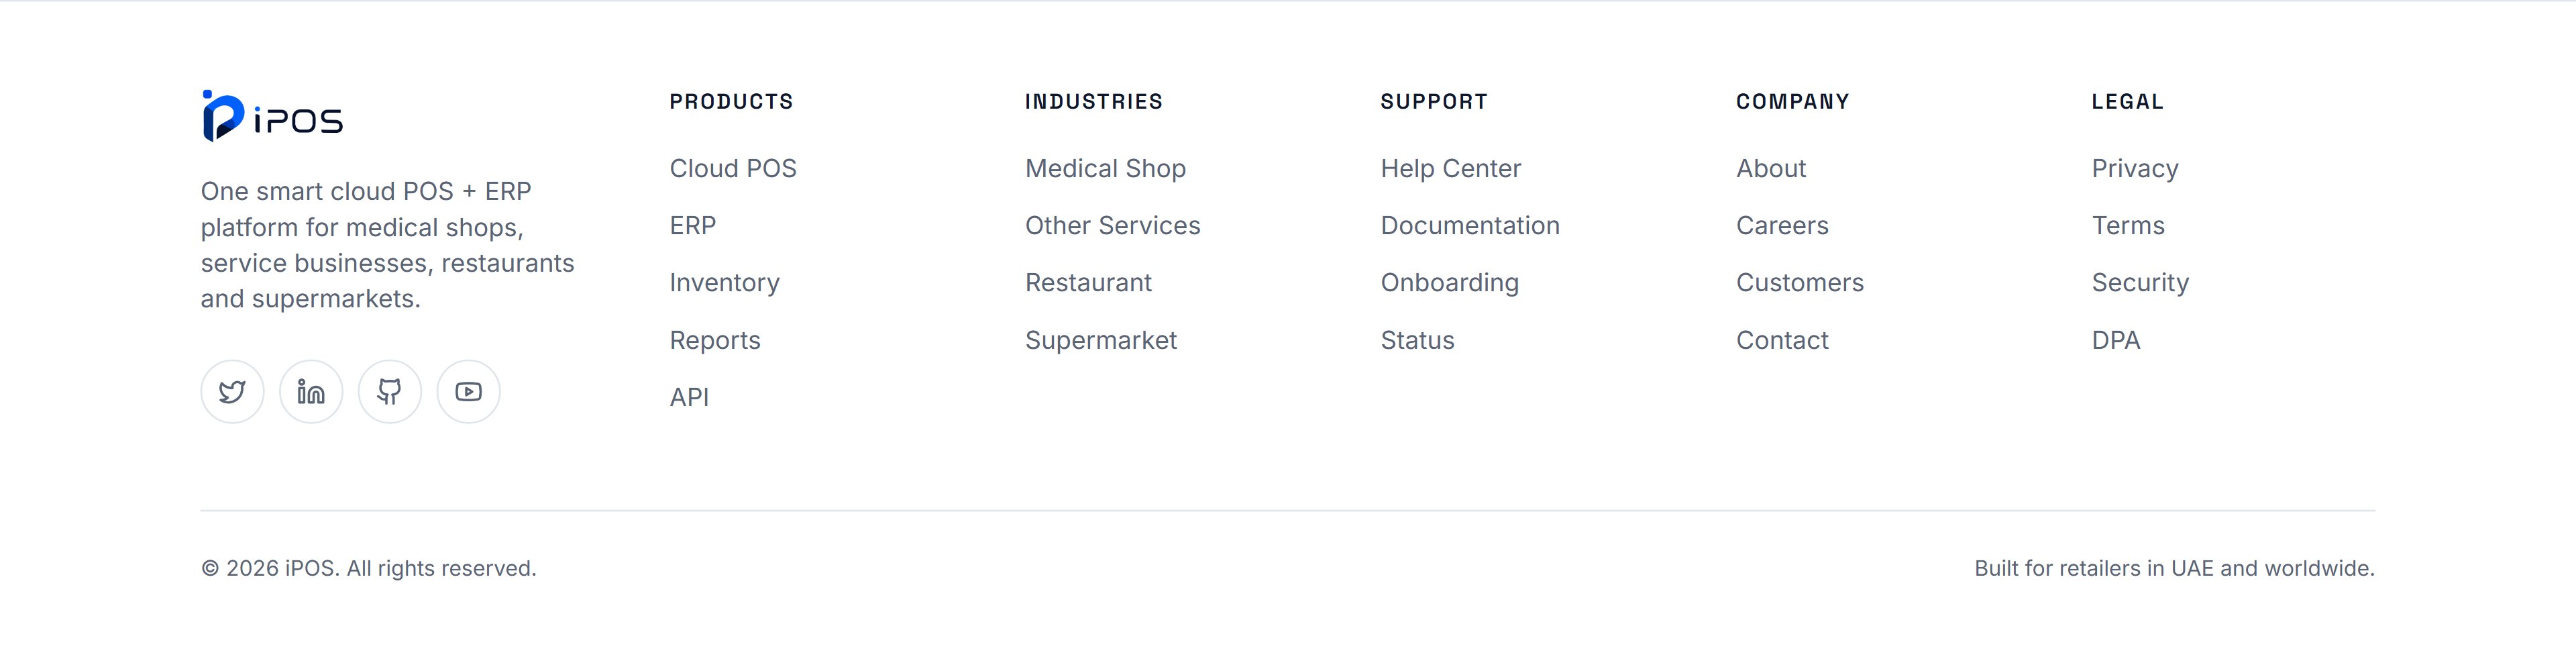 iPOS
One smart cloud POS + ERP
platform for medical shops,
service businesses, restaurants
and supermarkets.
PRODUCTS
Cloud POS
ERP
Inventory
Reports
API
INDUSTRIES
Medical Shop
Other Services
Restaurant
Supermarket
SUPPORT
Help Center
Documentation
Onboarding
Status
COMPANY
About
Careers
Customers
Contact
LEGAL
Privacy
Terms
Security
DPA
© 2026 iPOS. All rights reserved.
Built for retailers in UAE and worldwide.